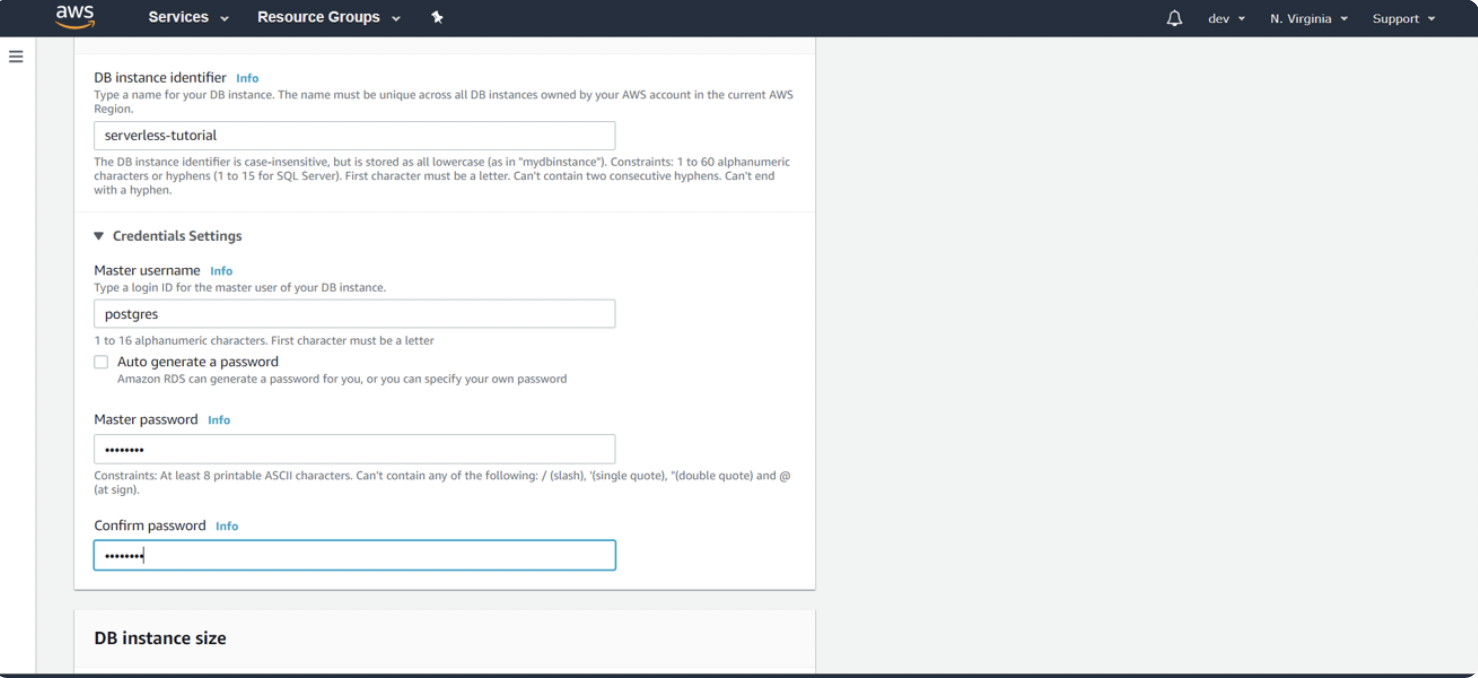 aws Services Resource Groups dev N. Virginia Support
DB instance identifier Info
Type a name for your DB instance. The name must be unique across all DB instances owned by your AWS account in the current AWS
Region.
serverless-tutorial
The DB instance identifier is case-insensitive, but is stored as all lowercase (as in "mydbinstance"). Constraints: 1 to 60 alphanumeric
characters or hyphens (1 to 15 for SQL Server). First character must be a letter. Can't contain two consecutive hyphens. Can't end
with a hyphen.
Credentials Settings
Master username Info
Type a login ID for the master user of your DB instance.
postgres
1 to 16 alphanumeric characters. First character must be a letter
Auto generate a password
Amazon RDS can generate a password for you, or you can specify your own password
Master password Info
••••••••
Constraints: At least 8 printable ASCII characters. Can't contain any of the following: / (slash), '(single quote), "(double quote) and @
(at sign).
Confirm password Info
••••••••
DB instance size